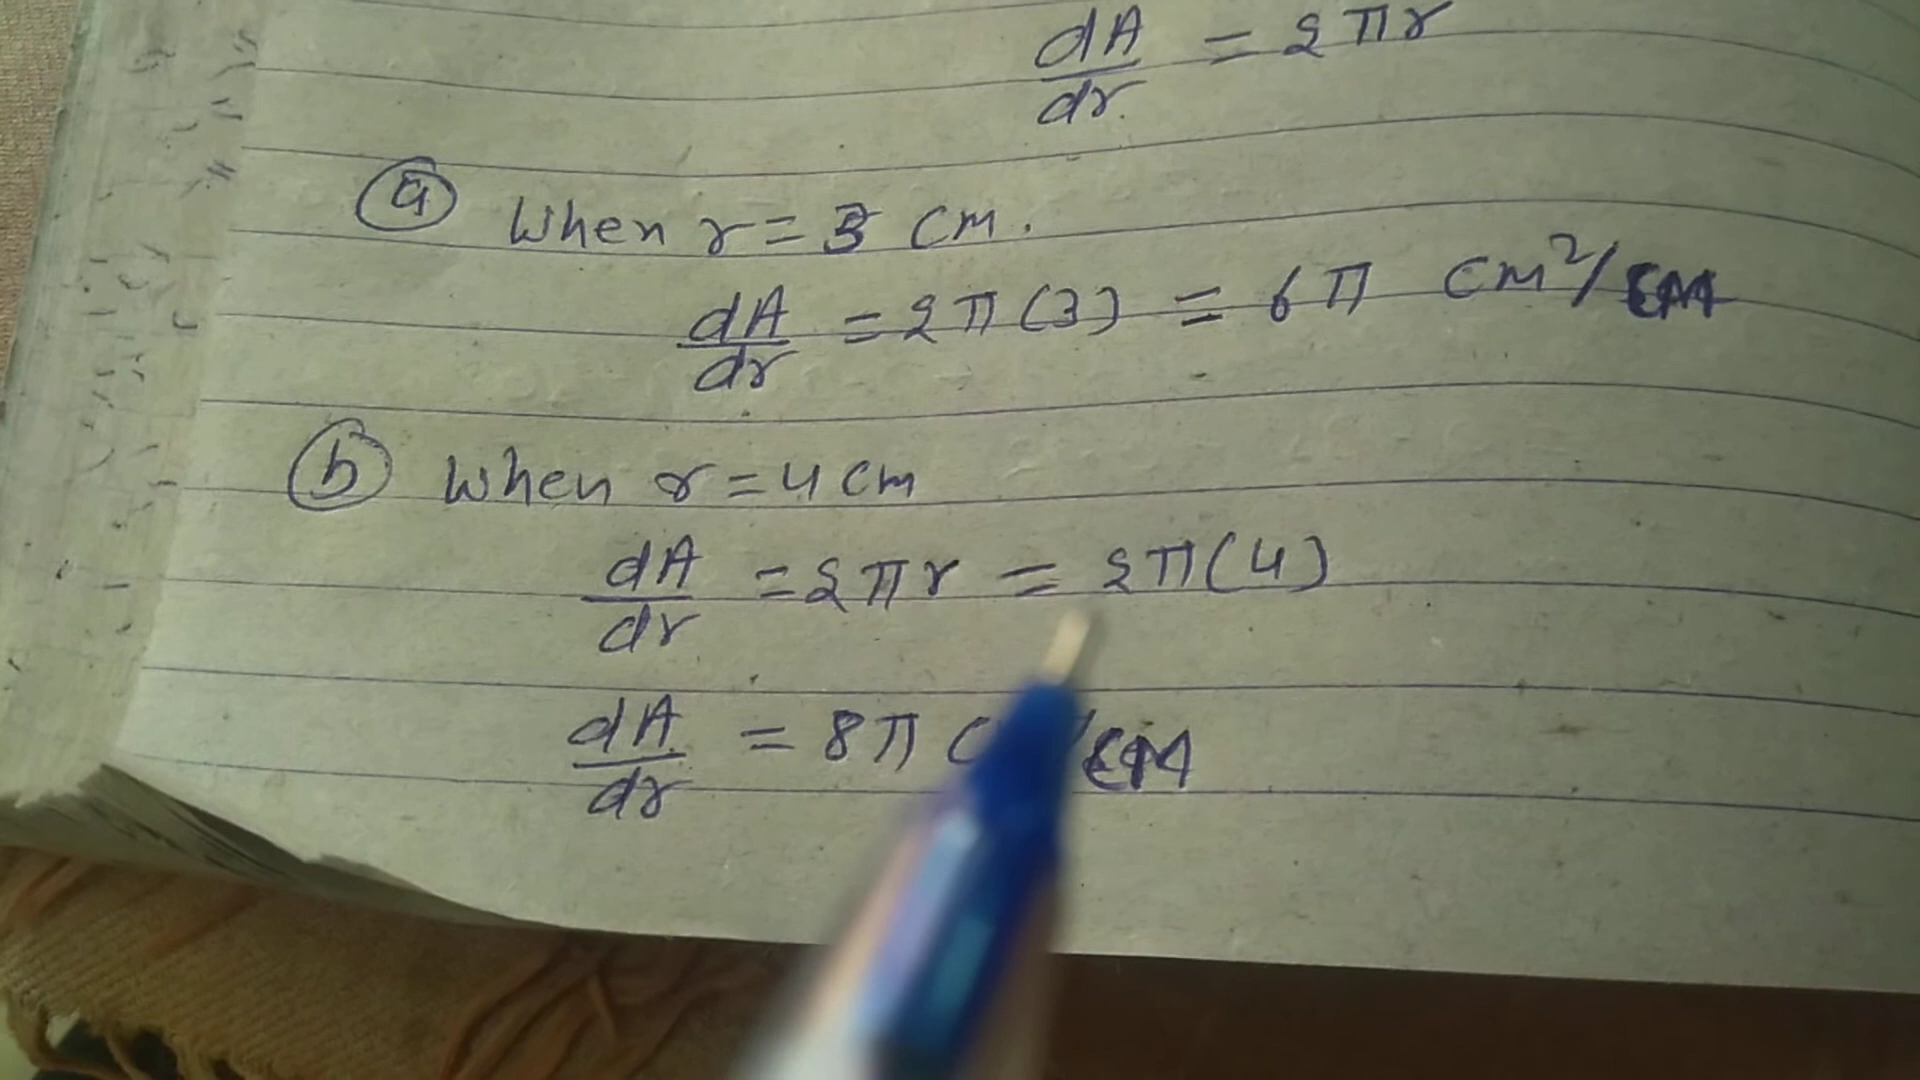 dA/dr = 2πr
(a) When r = 3 cm.
dA/dr = 2π(3) = 6π cm²/cm
(b) When r = 4 cm
dA/dr = 2πr = 2π(4)
dA/dr = 8π /cm